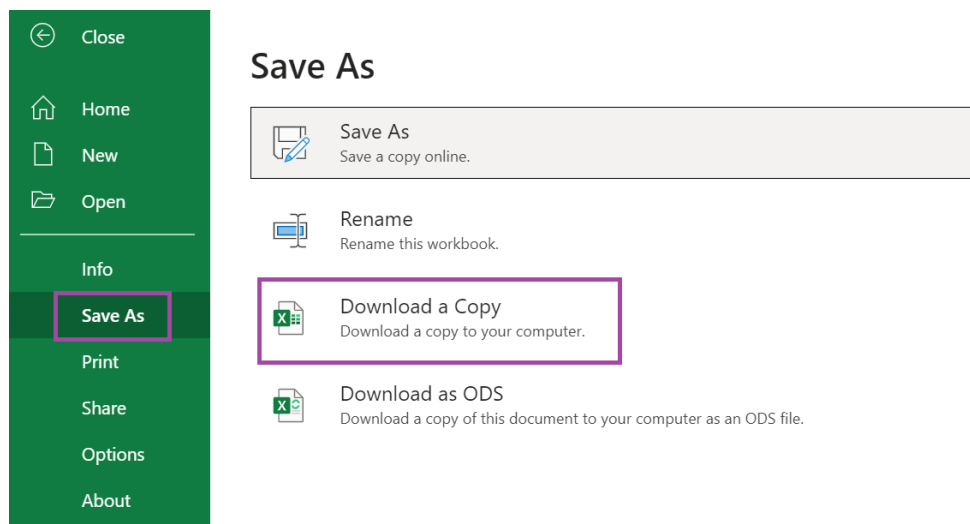 Close
Home
New
Open
Info
Save As
Print
Share
Options
About
Save As
Save As
Save a copy online.
Rename
Rename this workbook.
Download a Copy
Download a copy to your computer.
Download as ODS
Download a copy of this document to your computer as an ODS file.